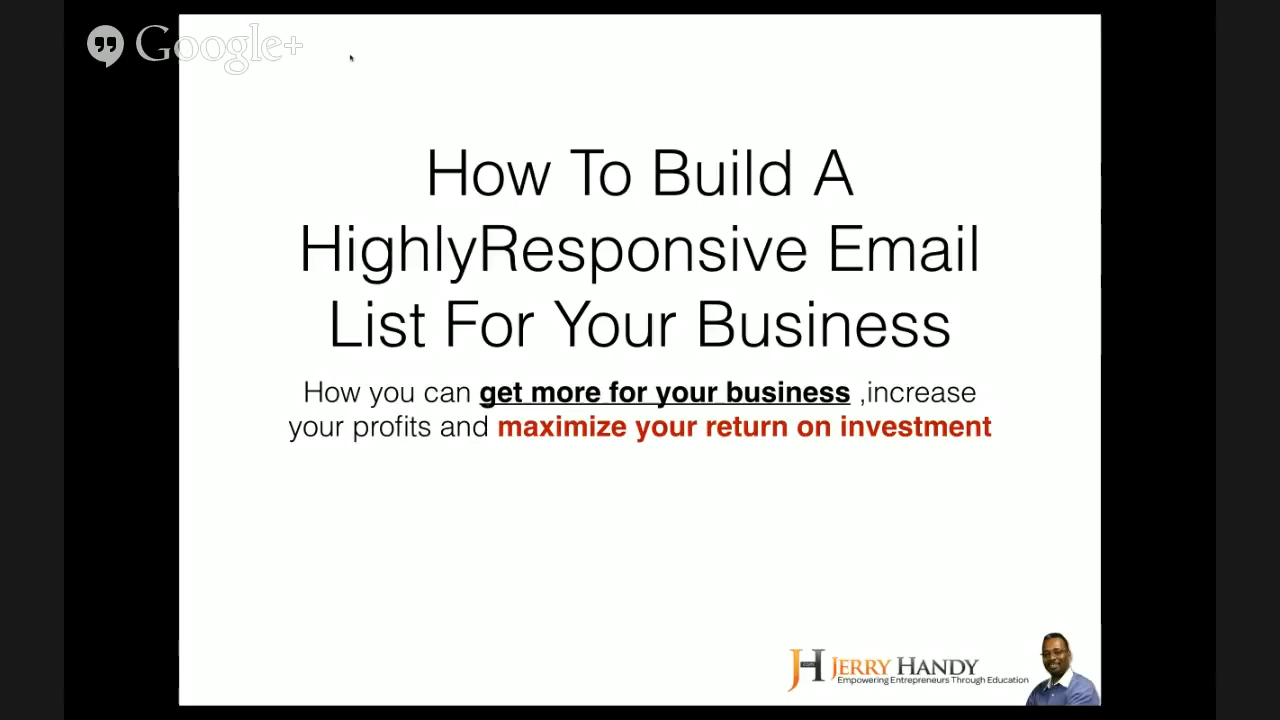 Google+
How To Build A
HighlyResponsive Email
List For Your Business
How you can get more for your business ,increase
your profits and maximize your return on investment
JH
JERRY HANDY
Empowering Entrepreneurs Through Education